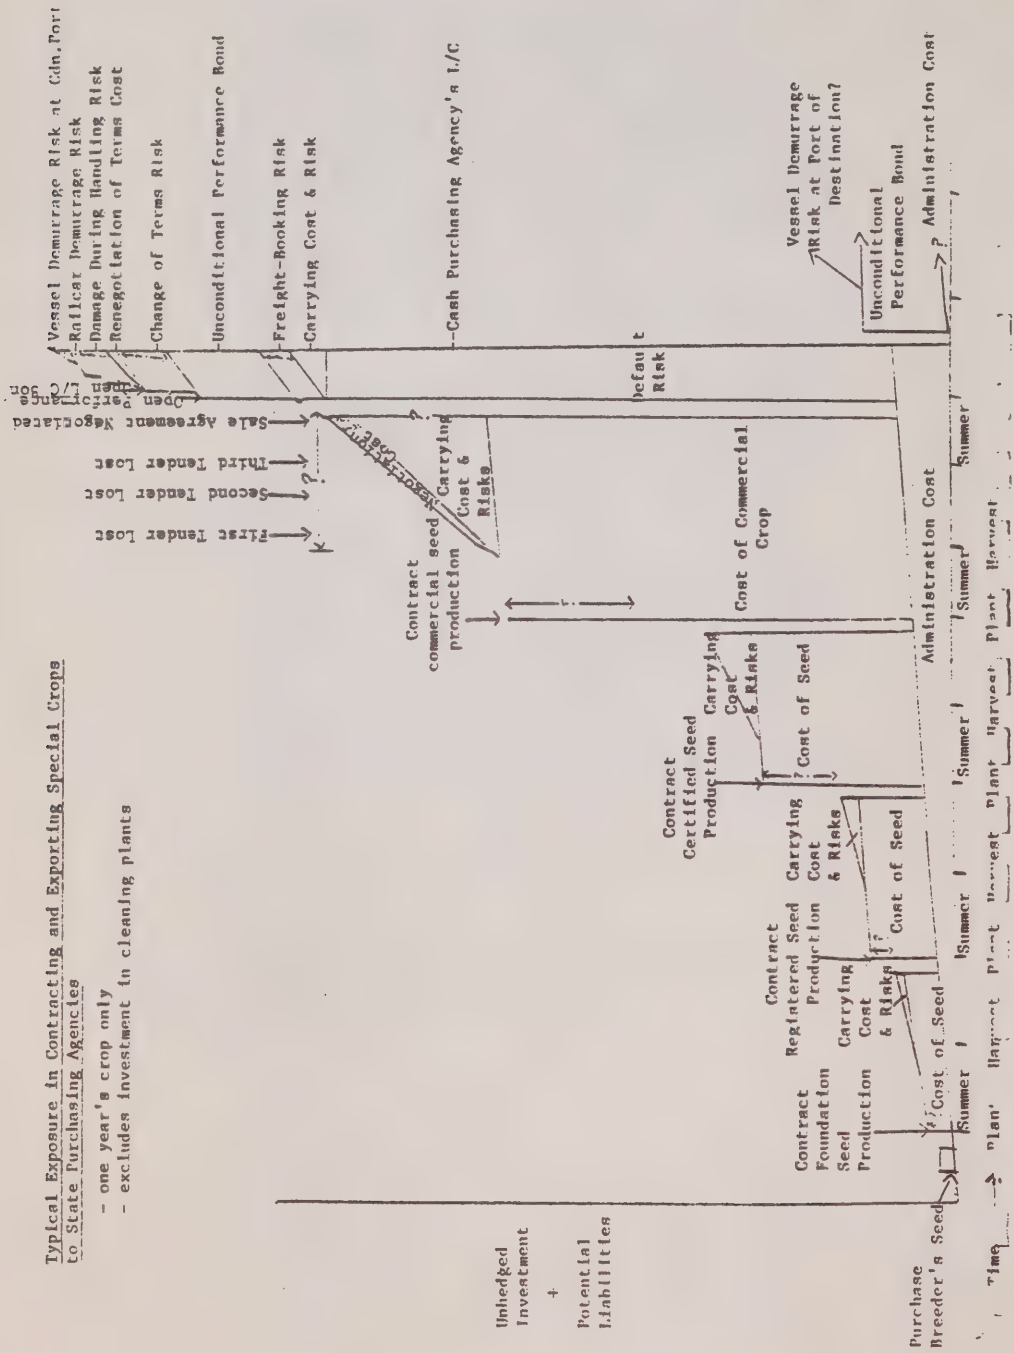 Typical Exposure in Contracting and Exporting Special Crops
to State Purchasing Agencies
- one year's crop only
- excludes investment in cleaning plants
Unhedged
Investment
+
Potential
Liabilities
First Tender Lost
Second Tender Lost
Third Tender Lost
Sale Agreement Negotiated
Open Performance
Open L/C
Vessel Demurrage Risk at Cdn. Port
Railcar Demurrage Risk
Damage During Handling Risk
Renegotiation of Terms Cost
Change of Terms Risk
Unconditional Performance Bond
Freight-Booking Risk
Carrying Cost & Risk
Cash Purchasing Agency's L/C
?
Negotiations
Cost
Carrying
Cost &
Risks
?
Default
Risk
Contract
commercial seed
production
?
Cost of Commercial
Crop
Contract
Certified Seed
Production
Carrying
Cost
& Risks
?
Cost of Seed
Contract
Registered Seed
Production
Carrying
Cost
& Risks
?
Cost of Seed
Contract
Foundation
Seed
Production
Carrying
Cost
& Risks
?
Cost of Seed
Vessel Demurrage
Risk at Port of
Destination?
Unconditional
Performance Bond
? Administration Cost
Administration Cost
Purchase
Breeder's Seed
Summer Summer Summer Summer Summer
Time Plant Harvest Plant Harvest Plant Harvest Plant Harvest